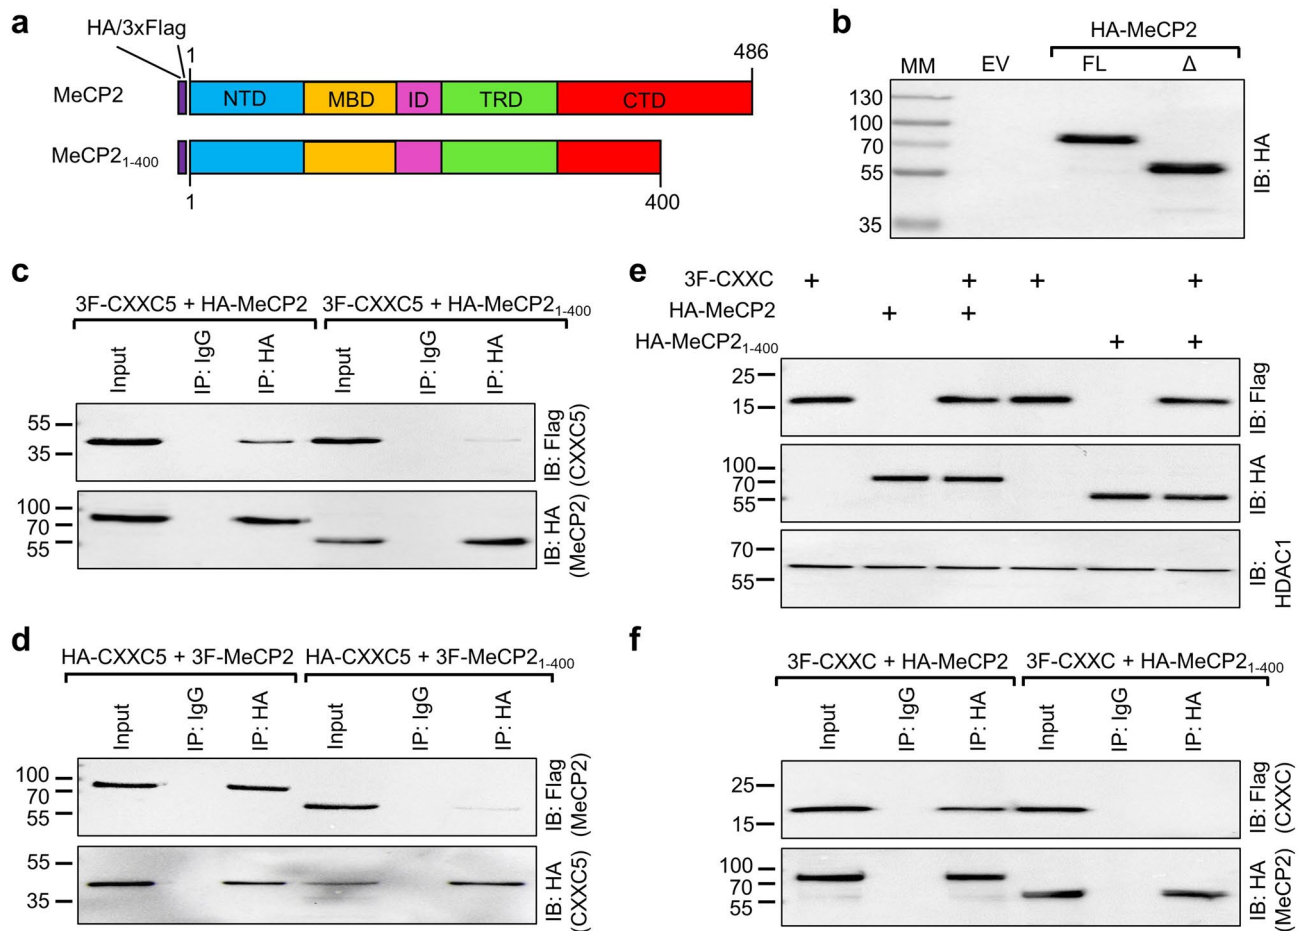 a
HA/3xFlag
1
486
MeCP2
NTD
MBD
ID
TRD
CTD
MeCP2₁₋₄₀₀
1
400
b
HA-MeCP2
MM
EV
FL
Δ
130
100
70
55
35
IB: HA
c
3F-CXXC5 + HA-MeCP2
3F-CXXC5 + HA-MeCP2₁₋₄₀₀
Input
IP: IgG
IP: HA
Input
IP: IgG
IP: HA
55
35
IB: Flag
(CXXC5)
100
70
55
IB: HA
(MeCP2)
d
HA-CXXC5 + 3F-MeCP2
HA-CXXC5 + 3F-MeCP2₁₋₄₀₀
Input
IP: IgG
IP: HA
Input
IP: IgG
IP: HA
100
70
55
IB: Flag
(MeCP2)
55
35
IB: HA
(CXXC5)
e
3F-CXXC + + + +
HA-MeCP2 + +
HA-MeCP2₁₋₄₀₀ + +
25
15
IB: Flag
100
70
55
IB: HA
70
55
IB:
HDAC1
f
3F-CXXC + HA-MeCP2
3F-CXXC + HA-MeCP2₁₋₄₀₀
Input
IP: IgG
IP: HA
Input
IP: IgG
IP: HA
25
15
IB: Flag
(CXXC)
100
70
55
IB: HA
(MeCP2)